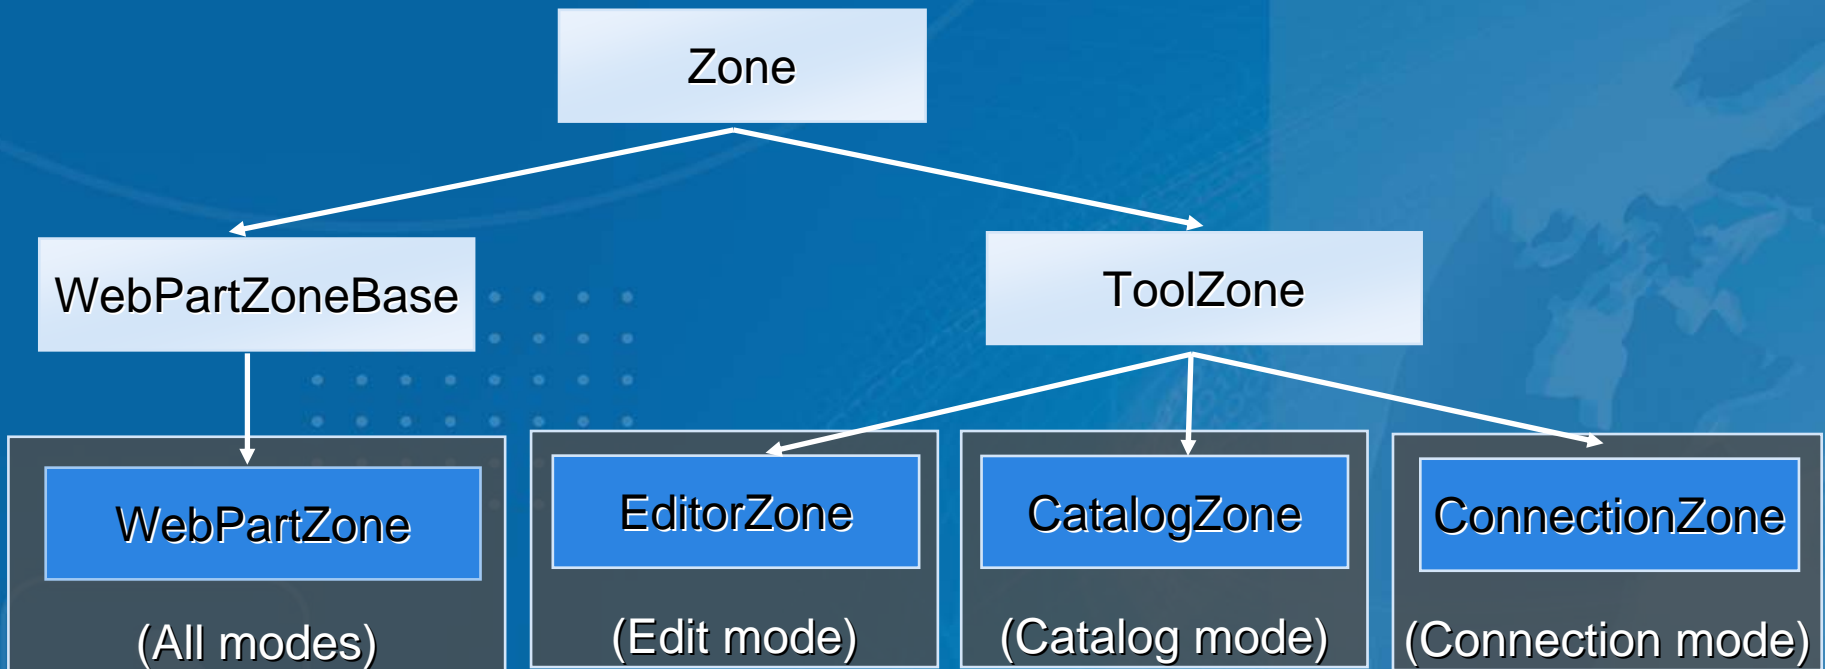 Zone
WebPartZoneBase
ToolZone
WebPartZone
EditorZone
CatalogZone
ConnectionZone
(All modes)
(Edit mode)
(Catalog mode)
(Connection mode)